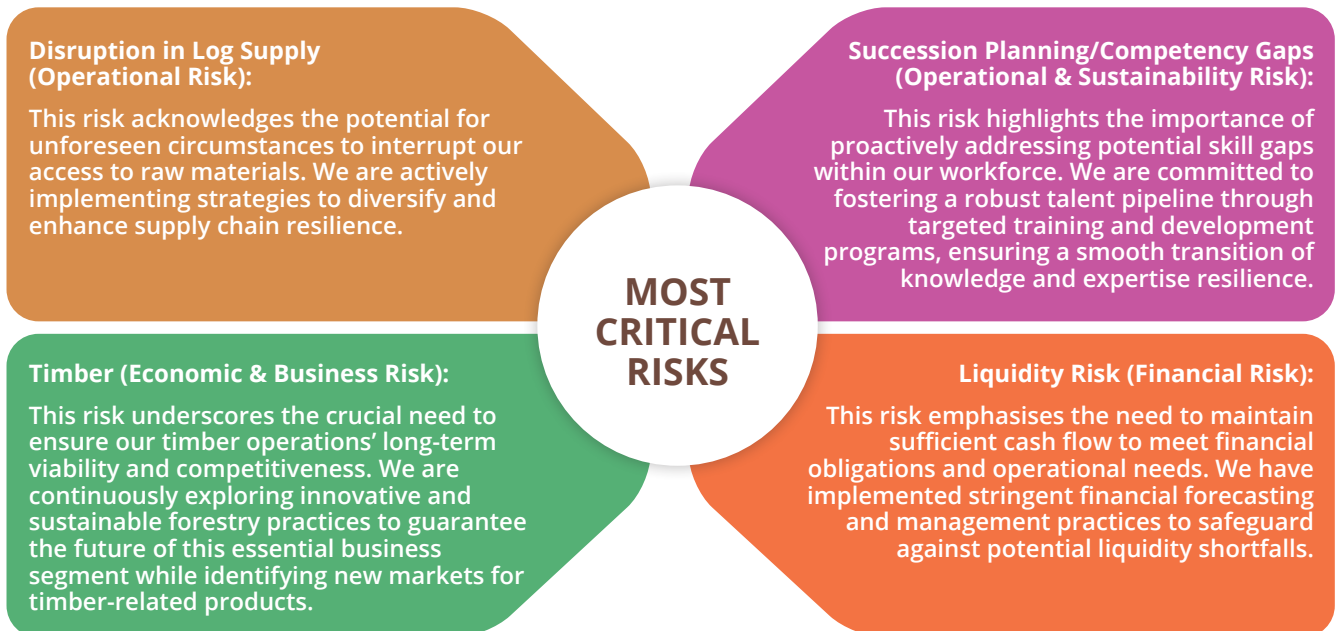 Disruption in Log Supply
(Operational Risk):
This risk acknowledges the potential for
unforeseen circumstances to interrupt our
access to raw materials. We are actively
implementing strategies to diversify and
enhance supply chain resilience.
Succession Planning/Competency Gaps
(Operational & Sustainability Risk):
This risk highlights the importance of
proactively addressing potential skill gaps
within our workforce. We are committed to
fostering a robust talent pipeline through
targeted training and development
programs, ensuring a smooth transition of
knowledge and expertise resilience.
MOST
CRITICAL
RISKS
Timber (Economic & Business Risk):
This risk underscores the crucial need to
ensure our timber operations’ long-term
viability and competitiveness. We are
continuously exploring innovative and
sustainable forestry practices to guarantee
the future of this essential business
segment while identifying new markets for
timber-related products.
Liquidity Risk (Financial Risk):
This risk emphasises the need to maintain
sufficient cash flow to meet financial
obligations and operational needs. We have
implemented stringent financial forecasting
and management practices to safeguard
against potential liquidity shortfalls.